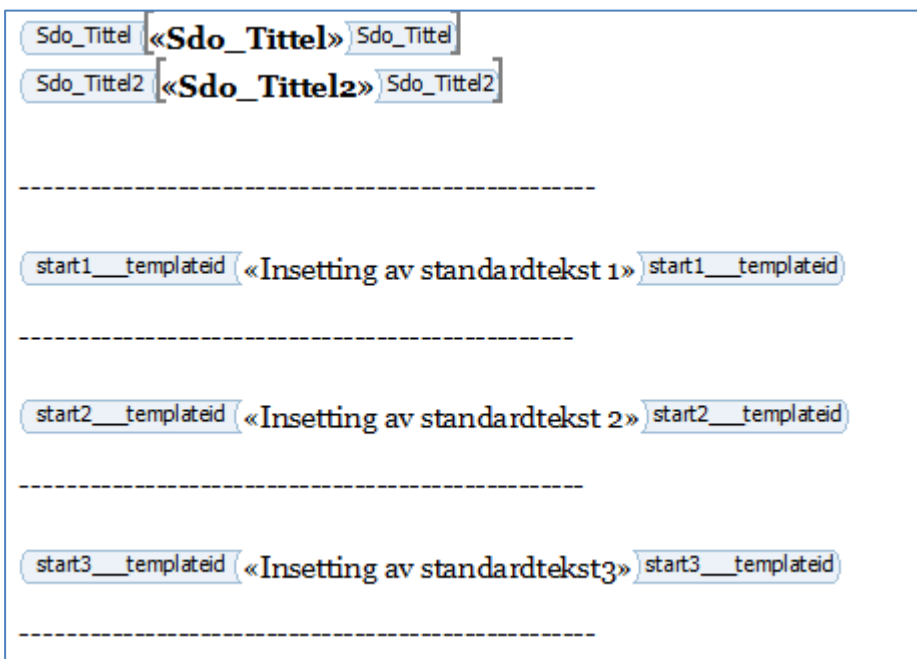 Sdo_Tittel «Sdo_Tittel» Sdo_Tittel
Sdo_Tittel2 «Sdo_Tittel2» Sdo_Tittel2
------------------------------------------------
start1___templateid «Insetting av standardtekst 1» start1___templateid
----------------------------------------------
start2___templateid «Insetting av standardtekst 2» start2___templateid
-----------------------------------------------
start3___templateid «Insetting av standardtekst3» start3___templateid
------------------------------------------------